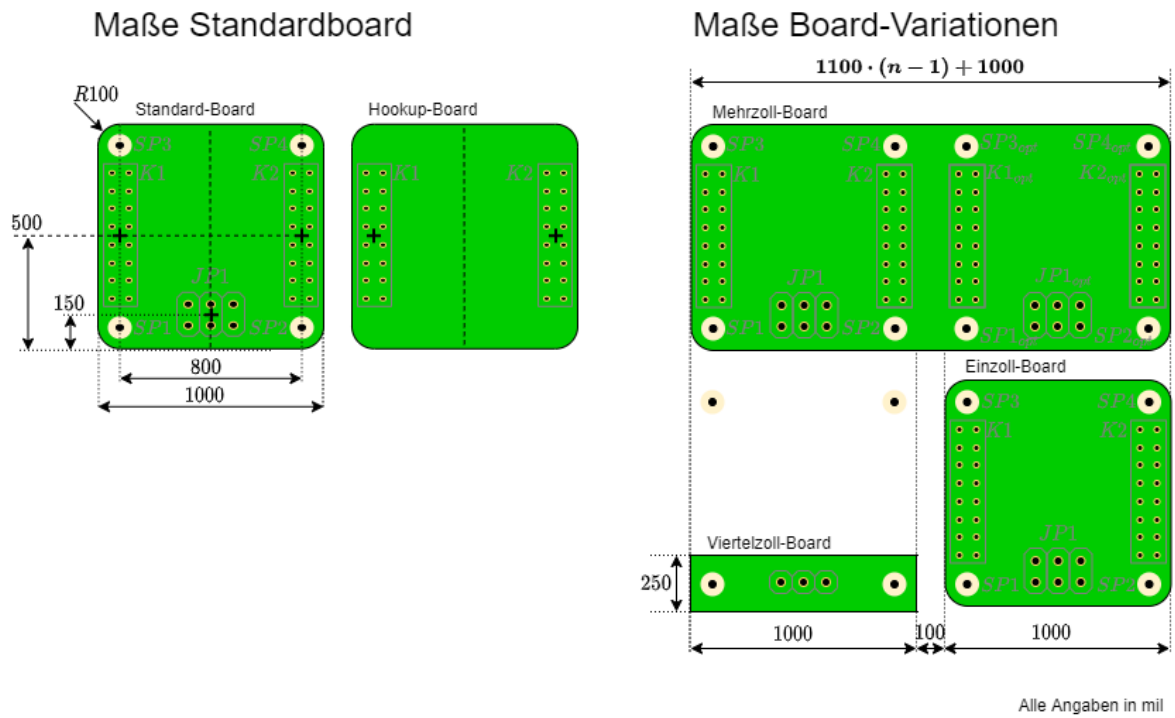 Maße Standardboard
Maße Board-Variationen
1100 · (n − 1) + 1000
R100
Standard-Board
Hookup-Board
Mehrzoll-Board
SP3
SP4
SP3
SP4
SP3opt
SP4opt
K1
K2
K1
K2
K1
K2
K1opt
K2opt
500
JP1
JP1
JP1opt
150
SP1
SP2
SP1
SP2
SP1opt
SP2opt
800
1000
Einzoll-Board
SP3
SP4
K1
K2
Viertelzoll-Board
JP1
250
SP1
SP2
1000
100
1000
Alle Angaben in mil